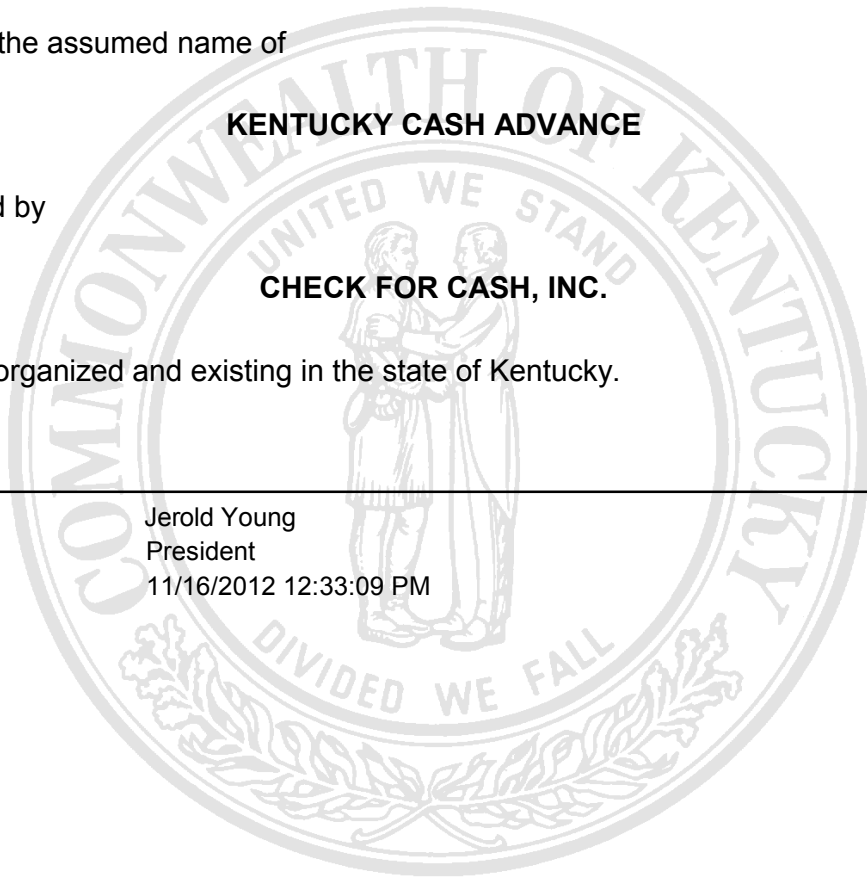 the assumed name of
KENTUCKY CASH ADVANCE
d by
CHECK FOR CASH, INC.
organized and existing in the state of Kentucky.
Jerold Young
President
11/16/2012 12:33:09 PM
COMMONWEALTH OF KENTUCKY
UNITED WE STAND
DIVIDED WE FALL